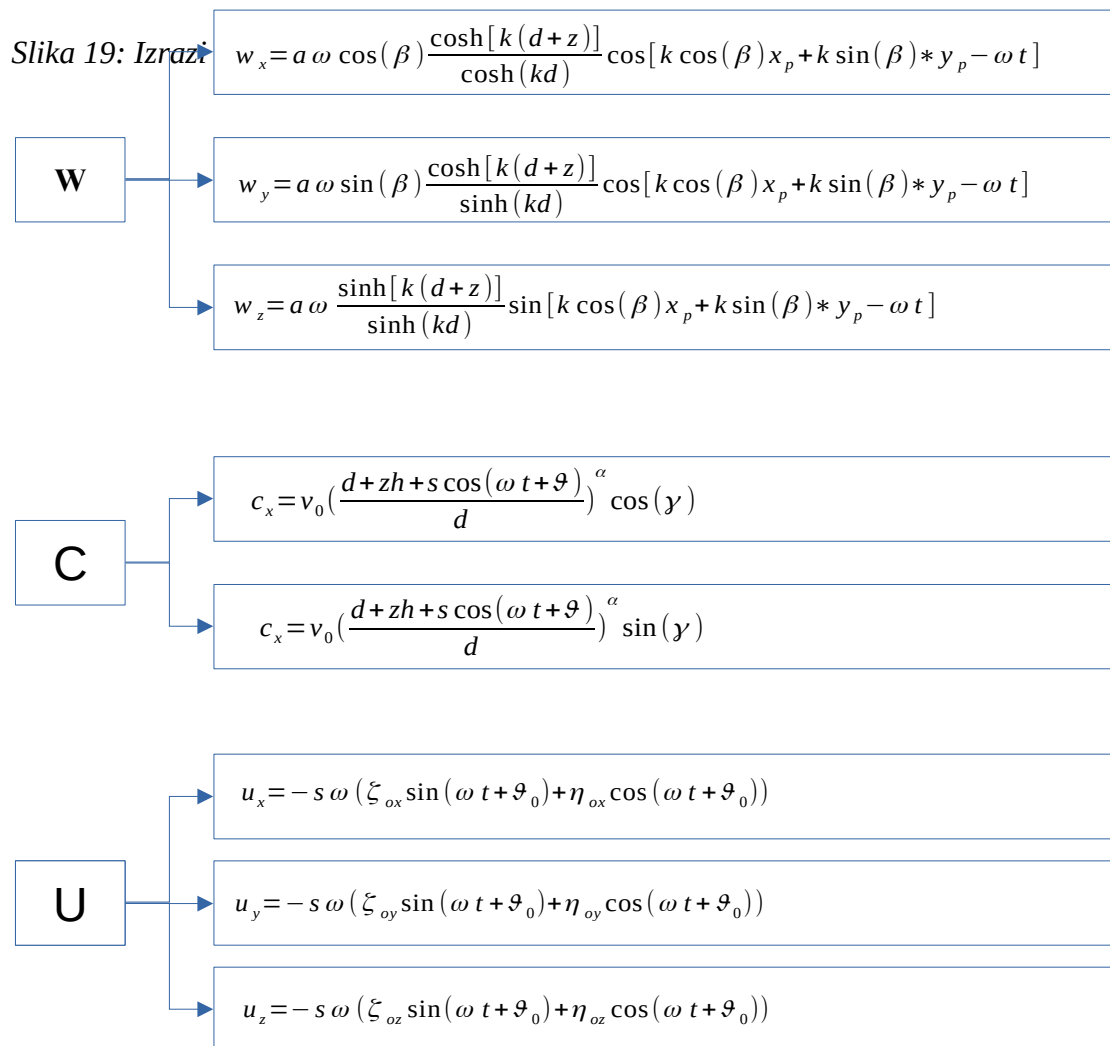 Slika 19: Izrazi
w_x = a ω cos(β) cosh[k(d+z)]/cosh(kd) cos[k cos(β) x_p + k sin(β) * y_p − ω t]
W
w_y = a ω sin(β) cosh[k(d+z)]/sinh(kd) cos[k cos(β) x_p + k sin(β) * y_p − ω t]
w_z = a ω sinh[k(d+z)]/sinh(kd) sin[k cos(β) x_p + k sin(β) * y_p − ω t]
c_x = v_0 ((d + zh + s cos(ω t + ϑ))/d)^α cos(γ)
C
c_x = v_0 ((d + zh + s cos(ω t + ϑ))/d)^α sin(γ)
u_x = − s ω (ζ_ox sin(ω t + ϑ_0) + η_ox cos(ω t + ϑ_0))
U
u_y = − s ω (ζ_oy sin(ω t + ϑ_0) + η_oy cos(ω t + ϑ_0))
u_z = − s ω (ζ_oz sin(ω t + ϑ_0) + η_oz cos(ω t + ϑ_0))